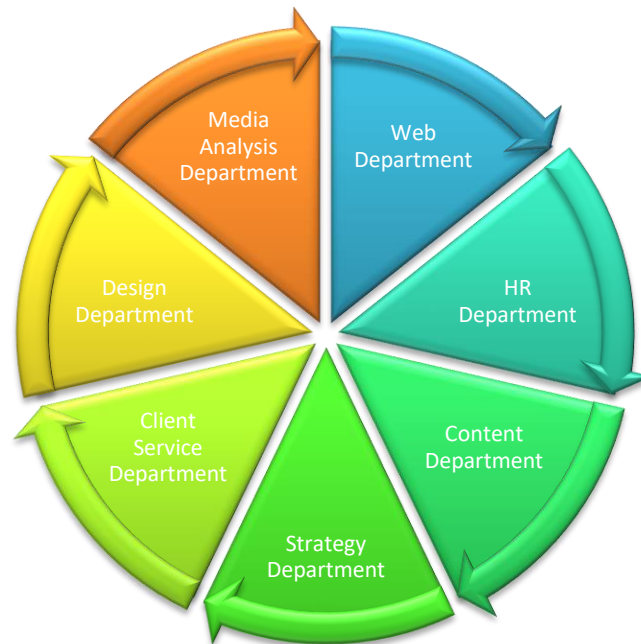 Media
Analysis
Department
Web
Department
HR
Department
Content
Department
Strategy
Department
Client
Service
Department
Design
Department